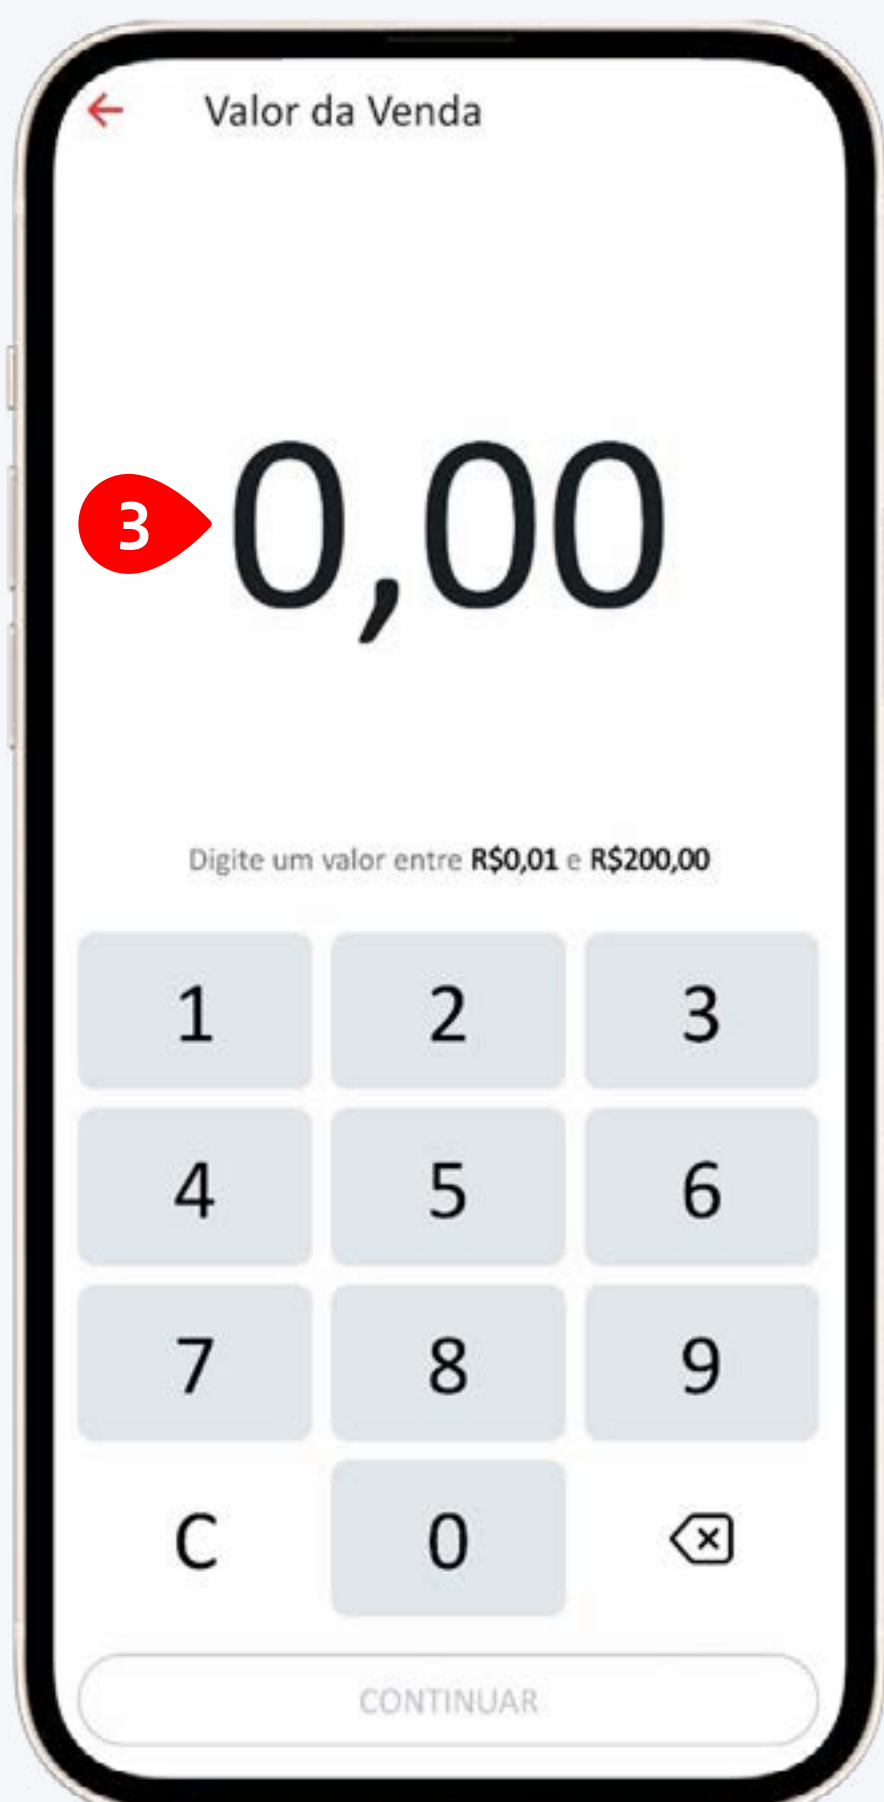 Valor da Venda
3
0,00
Digite um valor entre R$0,01 e R$200,00
1 2 3
4 5 6
7 8 9
C 0
CONTINUAR